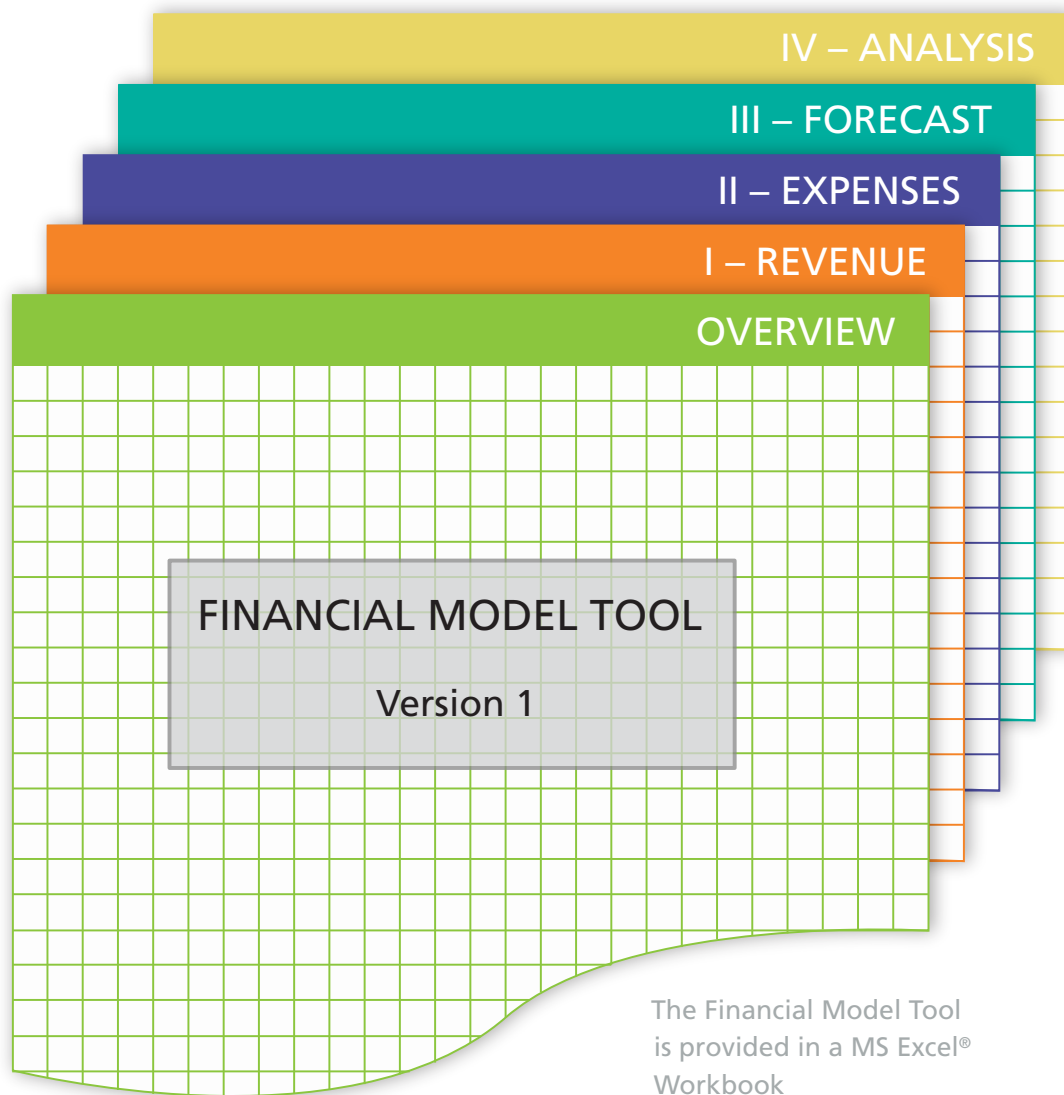 IV – ANALYSIS
III – FORECAST
II – EXPENSES
I – REVENUE
OVERVIEW
FINANCIAL MODEL TOOL
Version 1
The Financial Model Tool
is provided in a MS Excel®
Workbook